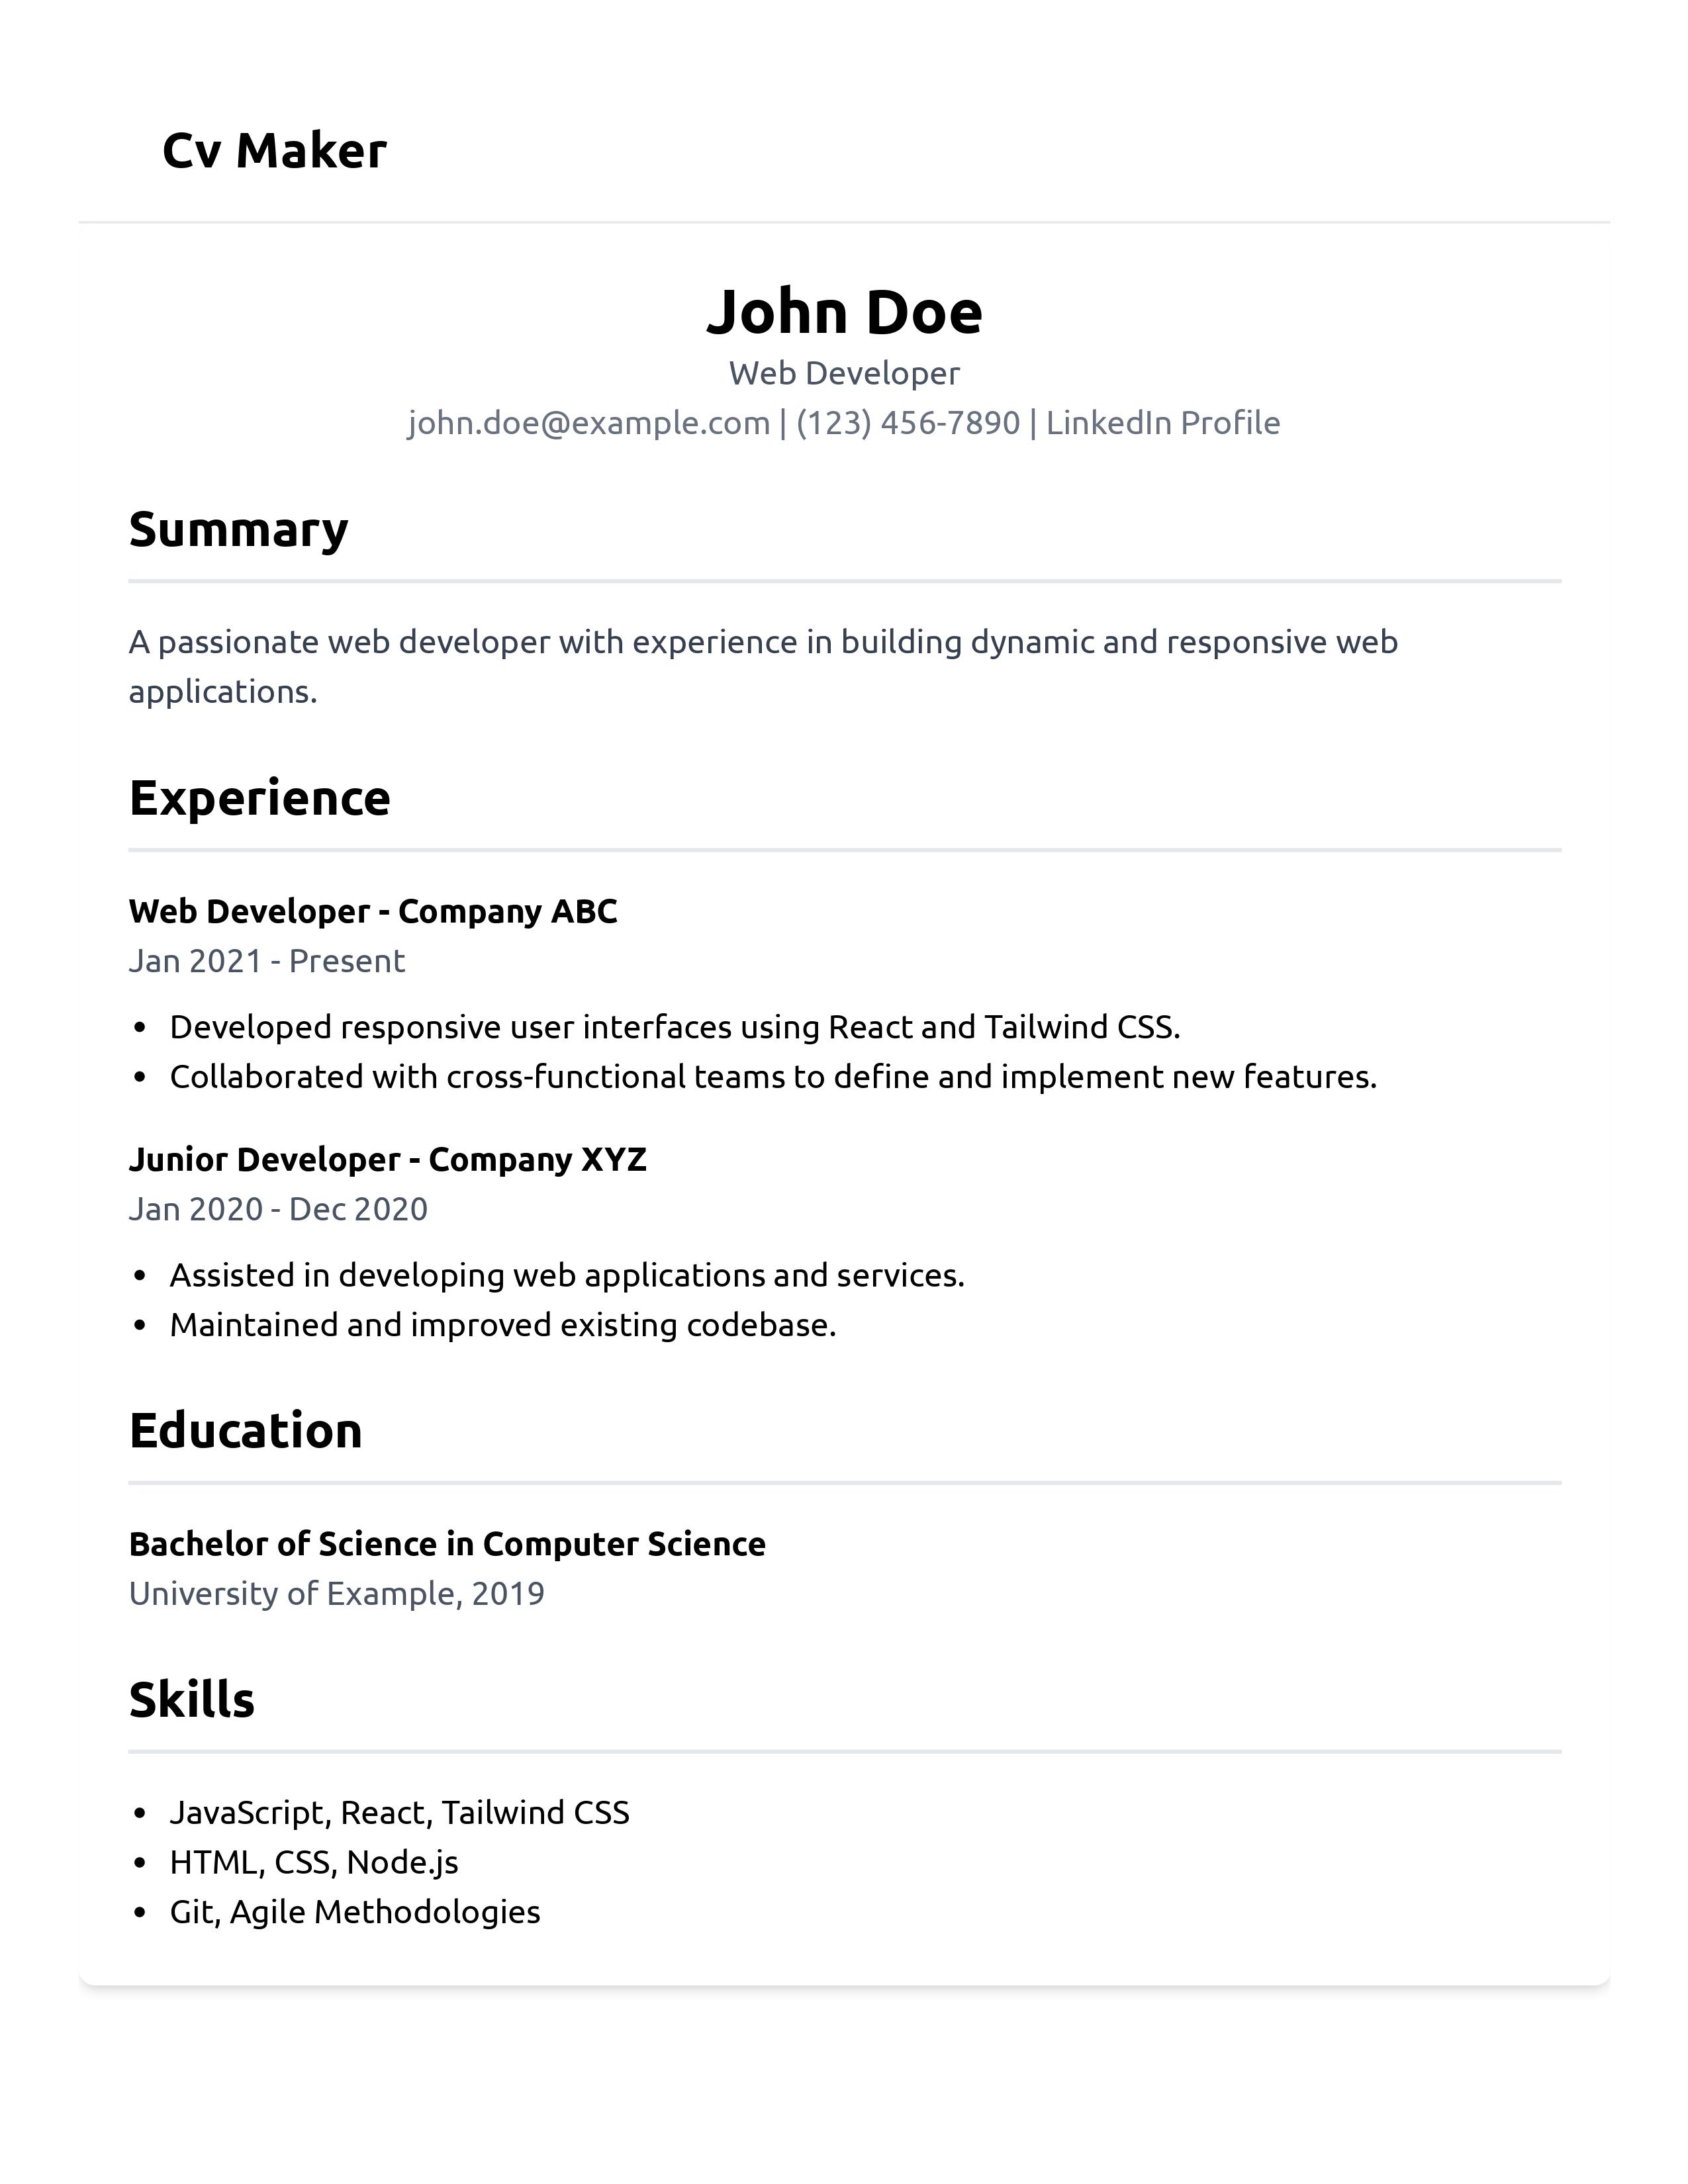 Cv Maker
John Doe
Web Developer
john.doe@example.com | (123) 456-7890 | LinkedIn Profile
Summary
A passionate web developer with experience in building dynamic and responsive web
applications.
Experience
Web Developer - Company ABC
Jan 2021 - Present
• Developed responsive user interfaces using React and Tailwind CSS.
• Collaborated with cross-functional teams to define and implement new features.
Junior Developer - Company XYZ
Jan 2020 - Dec 2020
• Assisted in developing web applications and services.
• Maintained and improved existing codebase.
Education
Bachelor of Science in Computer Science
University of Example, 2019
Skills
• JavaScript, React, Tailwind CSS
• HTML, CSS, Node.js
• Git, Agile Methodologies